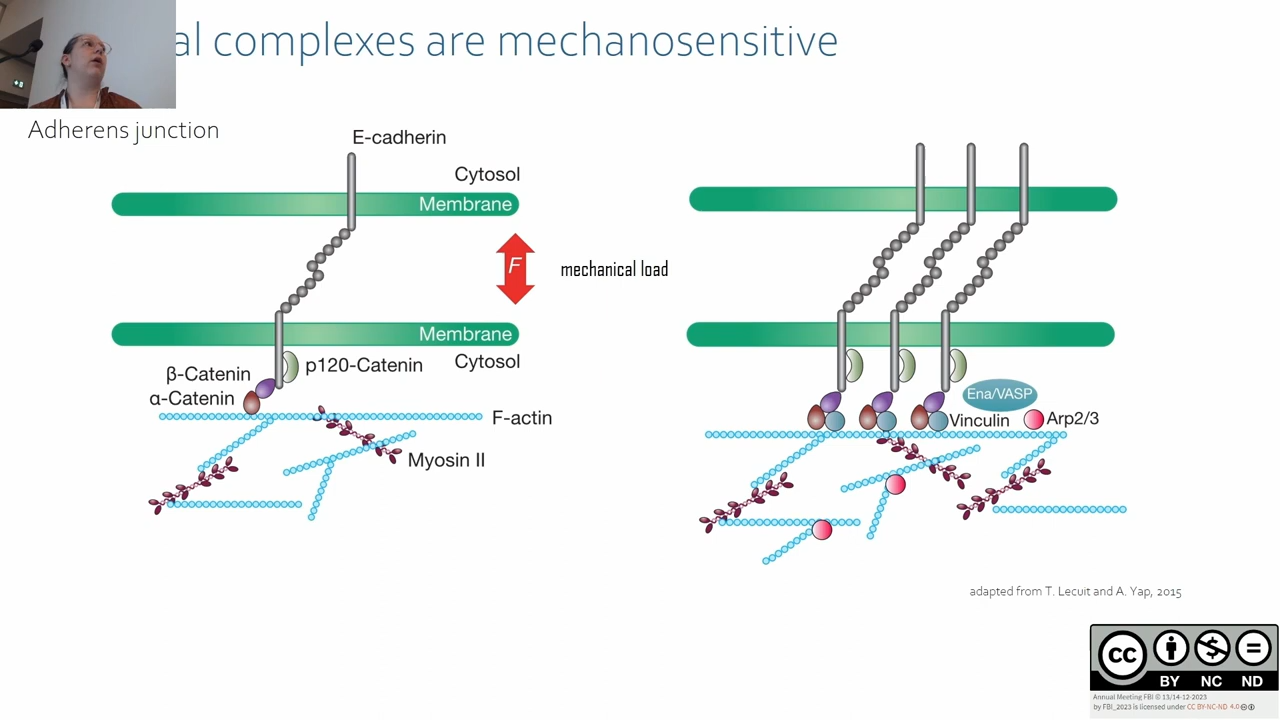 al complexes are mechanosensitive
Adherens junction
E-cadherin
Cytosol
Membrane
F
mechanical load
Membrane
Cytosol
β-Catenin
p120-Catenin
α-Catenin
F-actin
Myosin II
Ena/VASP
Vinculin
Arp2/3
adapted from T. Lecuit and A. Yap, 2015
CC
BY NC ND
Annual Meeting FBI © 13/14-12-2023
by FBI_2023 is licensed under CC BY-NC-ND 4.0